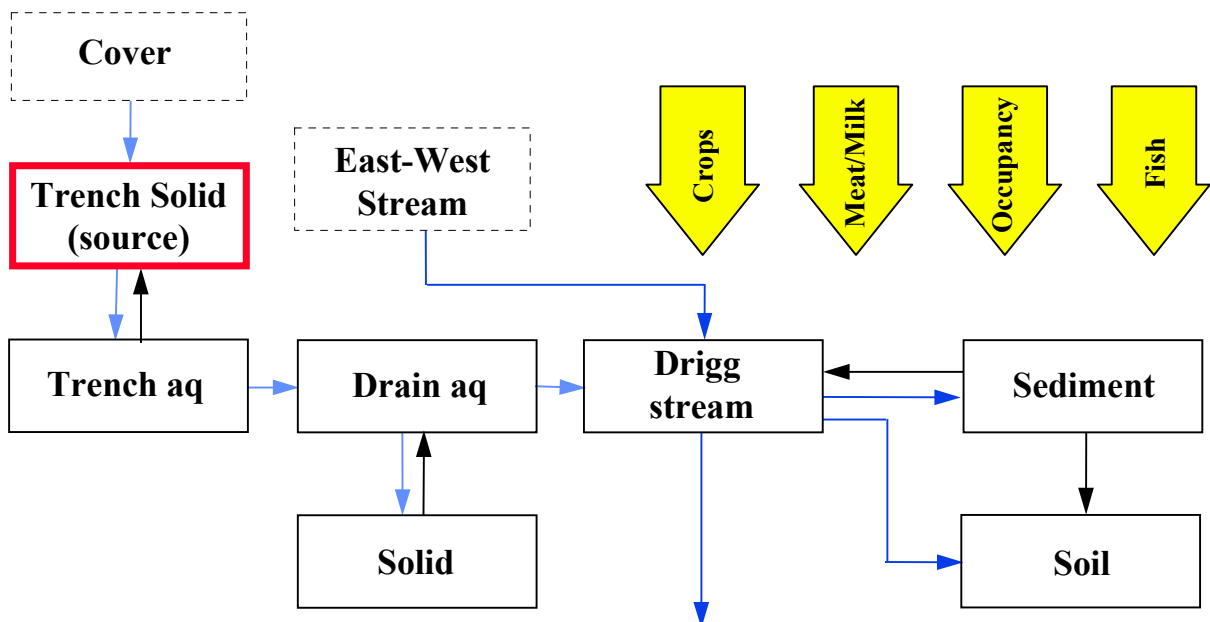 Cover
Trench Solid
(source)
East-West
Stream
Crops
Meat/Milk
Occupancy
Fish
Trench aq
Drain aq
Drigg
stream
Sediment
Solid
Soil